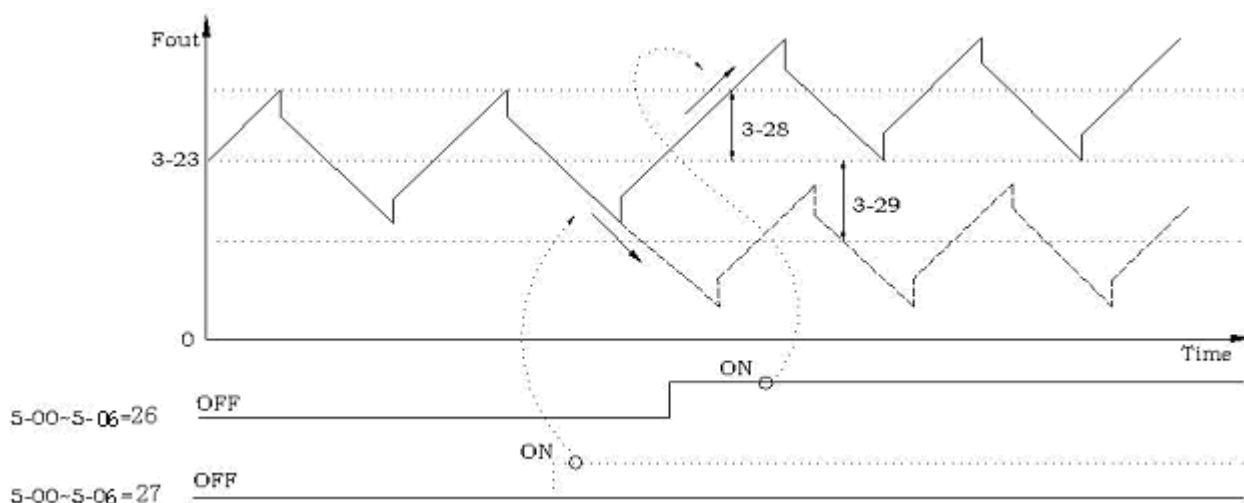 Fout
3-28
3-23
3-29
0
Time
ON
OFF
5-00~5-06=26
ON
OFF
5-00~5-06=27